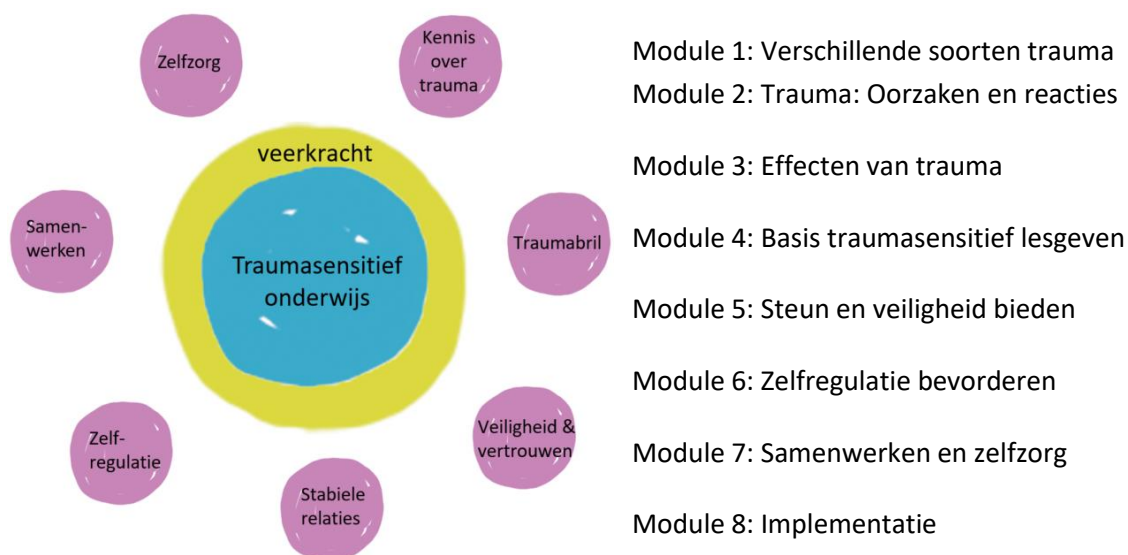 Zelfzorg
Kennis
over
trauma
veerkracht
Samen-
werken
Traumasensitief
onderwijs
Traumabril
Zelf-
regulatie
Veiligheid &
vertrouwen
Stabiele
relaties
Module 1: Verschillende soorten trauma
Module 2: Trauma: Oorzaken en reacties
Module 3: Effecten van trauma
Module 4: Basis traumasensitief lesgeven
Module 5: Steun en veiligheid bieden
Module 6: Zelfregulatie bevorderen
Module 7: Samenwerken en zelfzorg
Module 8: Implementatie